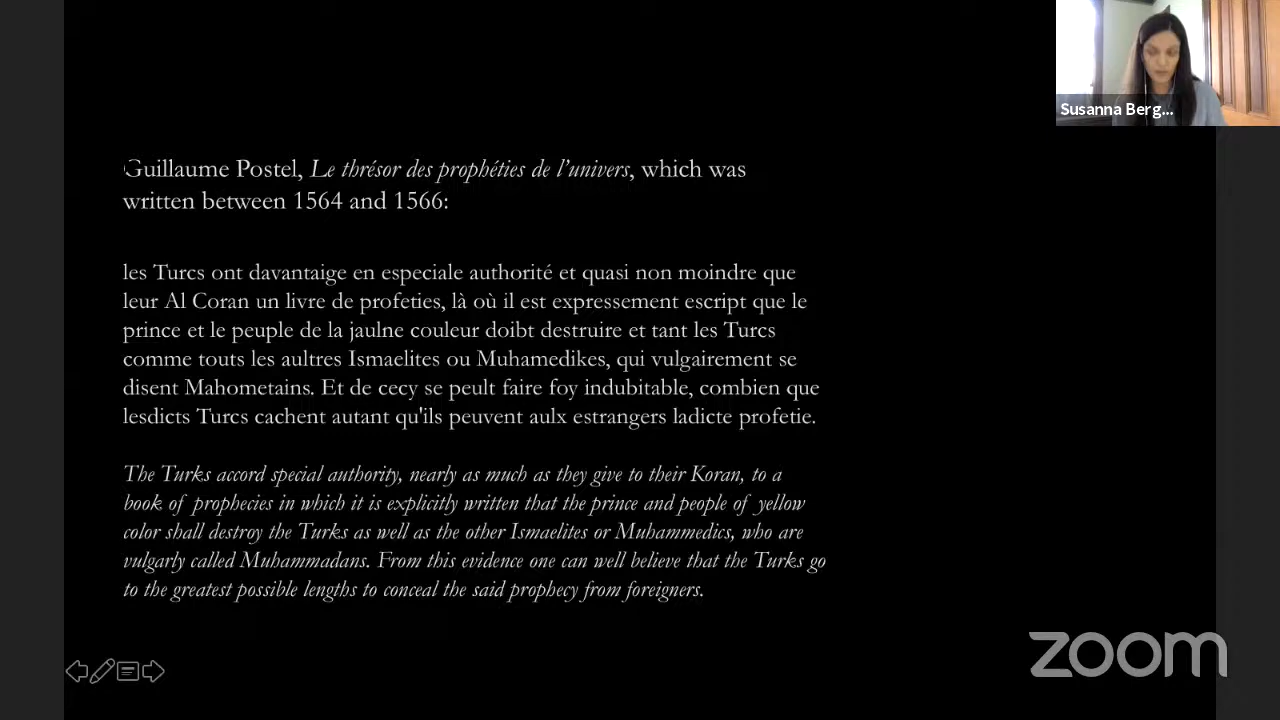 Susanna Berg...
Guillaume Postel, Le thrésor des prophéties de l'univers, which was
written between 1564 and 1566:
les Turcs ont davantaige en especiale authorité et quasi non moindre que
leur Al Coran un livre de profeties, là où il est expressement escript que le
prince et le peuple de la jaulne couleur doibt destruire et tant les Turcs
comme touts les aultres Ismaelites ou Muhamedikes, qui vulgairement se
disent Mahometains. Et de cecy se peult faire foy indubitable, combien que
lesdicts Turcs cachent autant qu'ils peuvent aulx estrangers ladicte profetie.
The Turks accord special authority, nearly as much as they give to their Koran, to a
book of prophecies in which it is explicitly written that the prince and people of yellow
color shall destroy the Turks as well as the other Ismaelites or Muhammedics, who are
vulgarly called Muhammadans. From this evidence one can well believe that the Turks go
to the greatest possible lengths to conceal the said prophecy from foreigners.
zoom